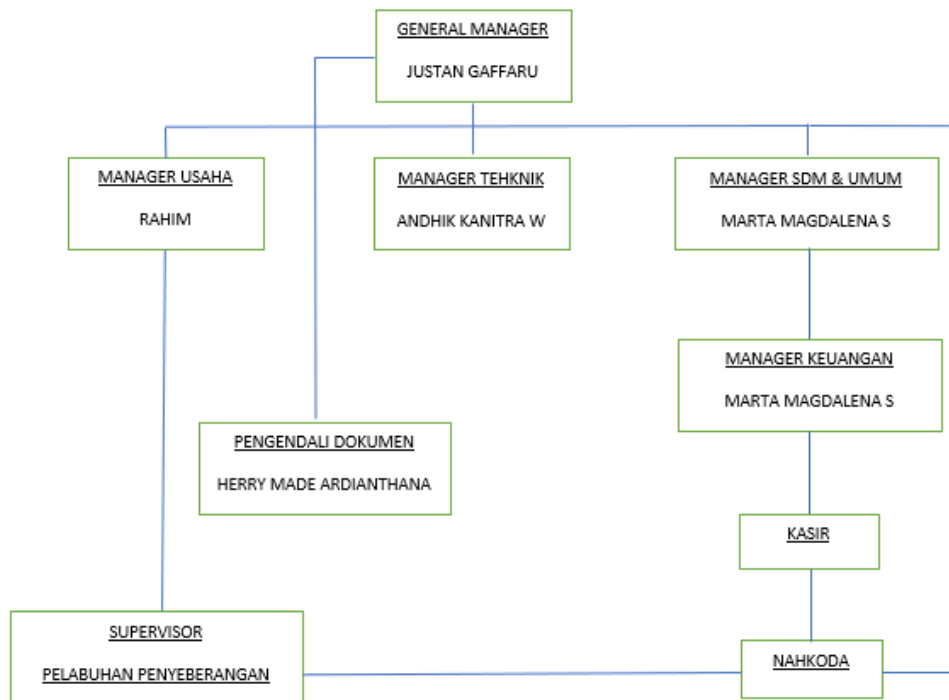 GENERAL MANAGER
JUSTAN GAFFARU
MANAGER USAHA
RAHIM
MANAGER TEHKNIK
ANDHIK KANITRA W
MANAGER SDM & UMUM
MARTA MAGDALENA S
MANAGER KEUANGAN
MARTA MAGDALENA S
PENGENDALI DOKUMEN
HERRY MADE ARDIANTHANA
KASIR
SUPERVISOR
PELABUHAN PENYEBERANGAN
NAHKODA